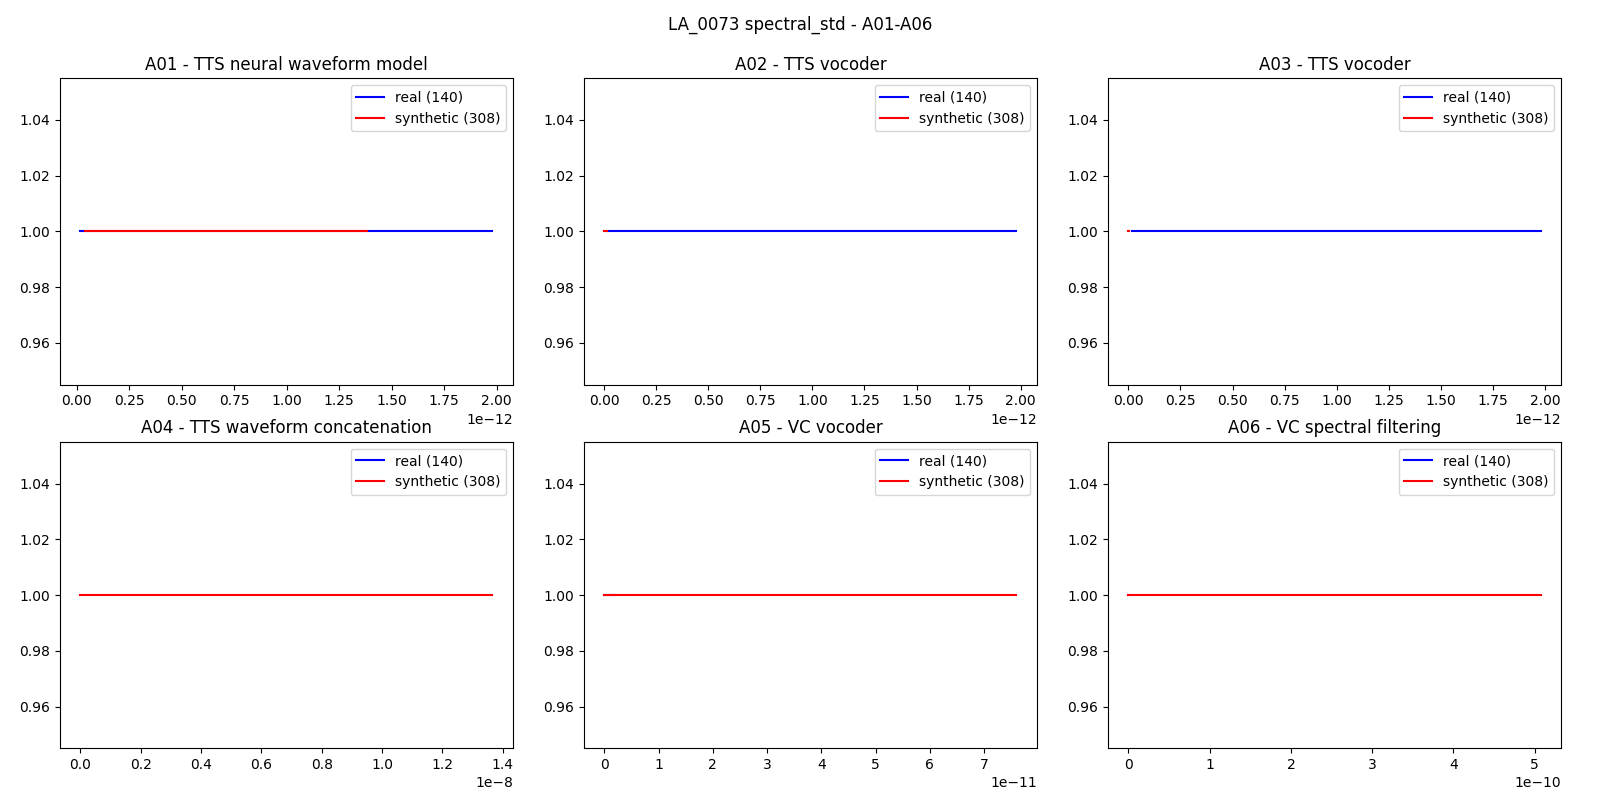 LA_0073 spectral_std - A01-A06
A01 - TTS neural waveform model
real (140)
synthetic (308)
1.04
1.02
1.00
0.98
0.96
0.00 0.25 0.50 0.75 1.00 1.25 1.50 1.75 2.00
1e−12
A02 - TTS vocoder
real (140)
synthetic (308)
1.04
1.02
1.00
0.98
0.96
0.00 0.25 0.50 0.75 1.00 1.25 1.50 1.75 2.00
1e−12
A03 - TTS vocoder
real (140)
synthetic (308)
1.04
1.02
1.00
0.98
0.96
0.00 0.25 0.50 0.75 1.00 1.25 1.50 1.75 2.00
1e−12
A04 - TTS waveform concatenation
real (140)
synthetic (308)
1.04
1.02
1.00
0.98
0.96
0.0 0.2 0.4 0.6 0.8 1.0 1.2 1.4
1e−8
A05 - VC vocoder
real (140)
synthetic (308)
1.04
1.02
1.00
0.98
0.96
0 1 2 3 4 5 6 7
1e−11
A06 - VC spectral filtering
real (140)
synthetic (308)
1.04
1.02
1.00
0.98
0.96
0 1 2 3 4 5
1e−10